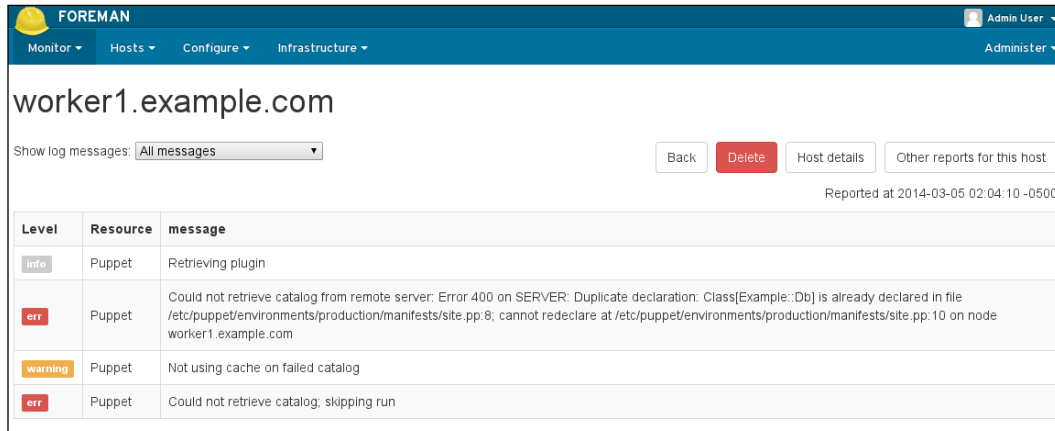 FOREMAN
Admin User
Monitor Hosts Configure Infrastructure Administer
worker1.example.com
Show log messages: All messages
Back Delete Host details Other reports for this host
Reported at 2014-03-05 02:04:10 -0500
Level Resource message
info Puppet Retrieving plugin
err Puppet Could not retrieve catalog from remote server: Error 400 on SERVER: Duplicate declaration: Class[Example::Db] is already declared in file
/etc/puppet/environments/production/manifests/site.pp:8; cannot redeclare at /etc/puppet/environments/production/manifests/site.pp:10 on node
worker1.example.com
warning Puppet Not using cache on failed catalog
err Puppet Could not retrieve catalog; skipping run